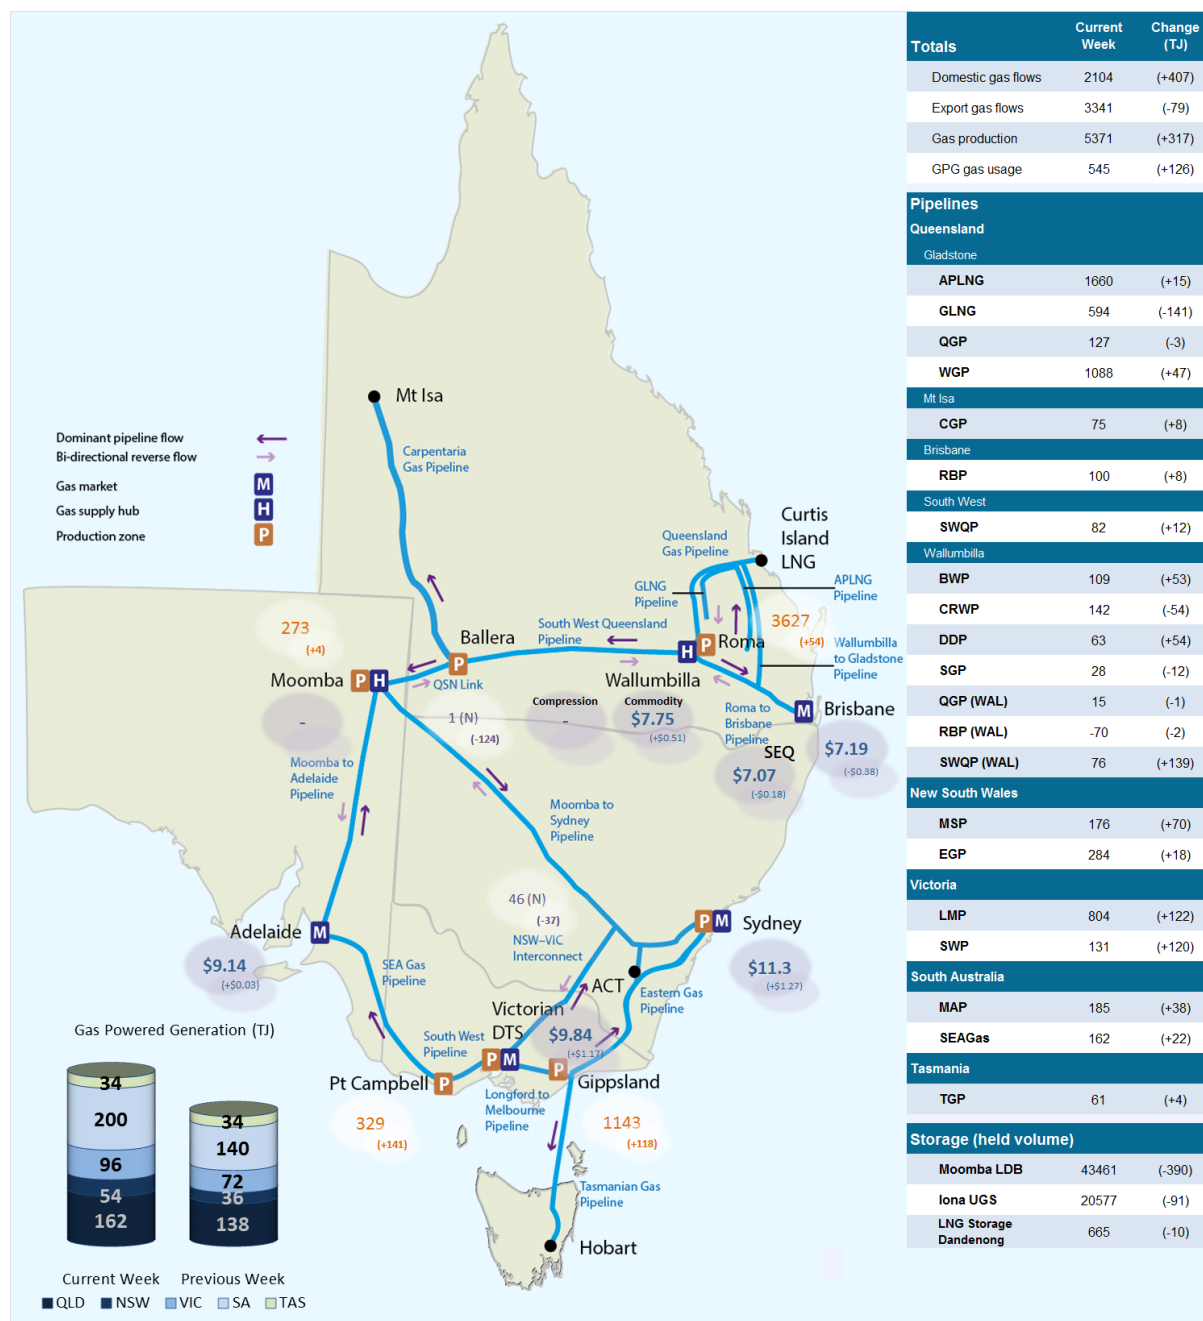 Totals Current Week Change (TJ)
Domestic gas flows 2104 (+407)
Export gas flows 3341 (-79)
Gas production 5371 (+317)
GPG gas usage 545 (+126)
Pipelines
Queensland
Gladstone
APLNG 1660 (+15)
GLNG 594 (-141)
QGP 127 (-3)
WGP 1088 (+47)
Mt Isa
CGP 75 (+8)
Brisbane
RBP 100 (+8)
South West
SWQP 82 (+12)
Wallumbilla
BWP 109 (+53)
CRWP 142 (-54)
DDP 63 (+54)
SGP 28 (-12)
QGP (WAL) 15 (-1)
RBP (WAL) -70 (-2)
SWQP (WAL) 76 (+139)
New South Wales
MSP 176 (+70)
EGP 284 (+18)
Victoria
LMP 804 (+122)
SWP 131 (+120)
South Australia
MAP 185 (+38)
SEAGas 162 (+22)
Tasmania
TGP 61 (+4)
Storage (held volume)
Moomba LDB 43461 (-390)
Iona UGS 20577 (-91)
LNG Storage
Dandenong 665 (-10)
Dominant pipeline flow
Bi-directional reverse flow
Gas market M
Gas supply hub H
Production zone P
Mt Isa
Carpentaria
Gas Pipeline
Curtis
Island
LNG
Queensland
Gas Pipeline
GLNG
Pipeline
APLNG
Pipeline
3627
(+54)
Wallumbilla
to Gladstone
Pipeline
South West Queensland
Pipeline
P Roma
H
Wallumbilla
Ballera
P
QSN Link
273
(+4)
Moomba P H
-
1 (N)
(-124)
Compression
-
Commodity
$7.75
(+$0.51)
Roma to
Brisbane
Pipeline
M Brisbane
$7.19
(-$0.38)
SEQ
$7.07
(-$0.18)
Moomba to
Adelaide
Pipeline
Moomba to
Sydney
Pipeline
46 (N)
(-37)
NSW–VIC
Interconnect
P M Sydney
$11.3
(+$1.27)
Adelaide M
$9.14
(+$0.03)
SEA Gas
Pipeline
ACT
Eastern Gas
Pipeline
Victorian
DTS
$9.84
(+$1.17)
South West
Pipeline
P M
P
Gippsland
1143
(+118)
Pt Campbell P
329
(+141)
Longford to
Melbourne
Pipeline
Tasmanian Gas
Pipeline
Hobart
Gas Powered Generation (TJ)
34
200
96
54
162
34
140
72
36
138
Current Week Previous Week
QLD NSW VIC SA TAS